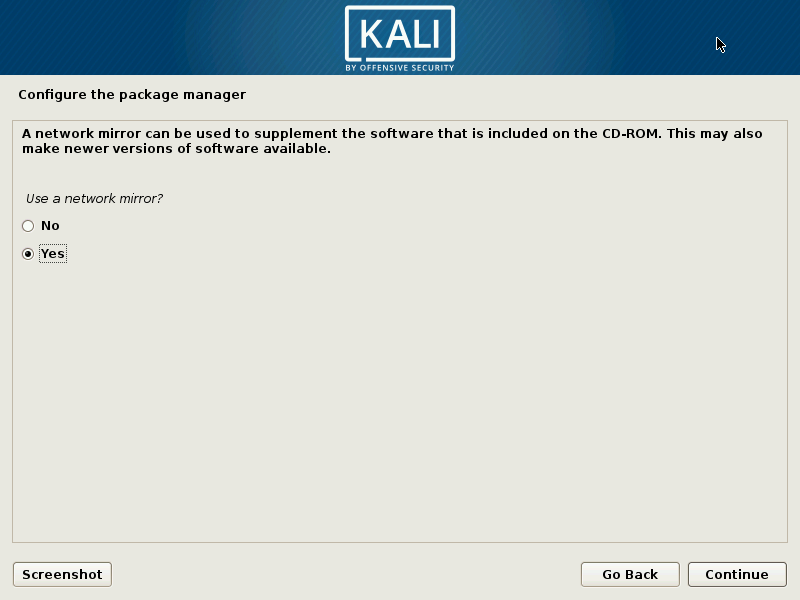 KALI
BY OFFENSIVE SECURITY
Configure the package manager
A network mirror can be used to supplement the software that is included on the CD-ROM. This may also
make newer versions of software available.
Use a network mirror?
No
Yes
Screenshot
Go Back
Continue